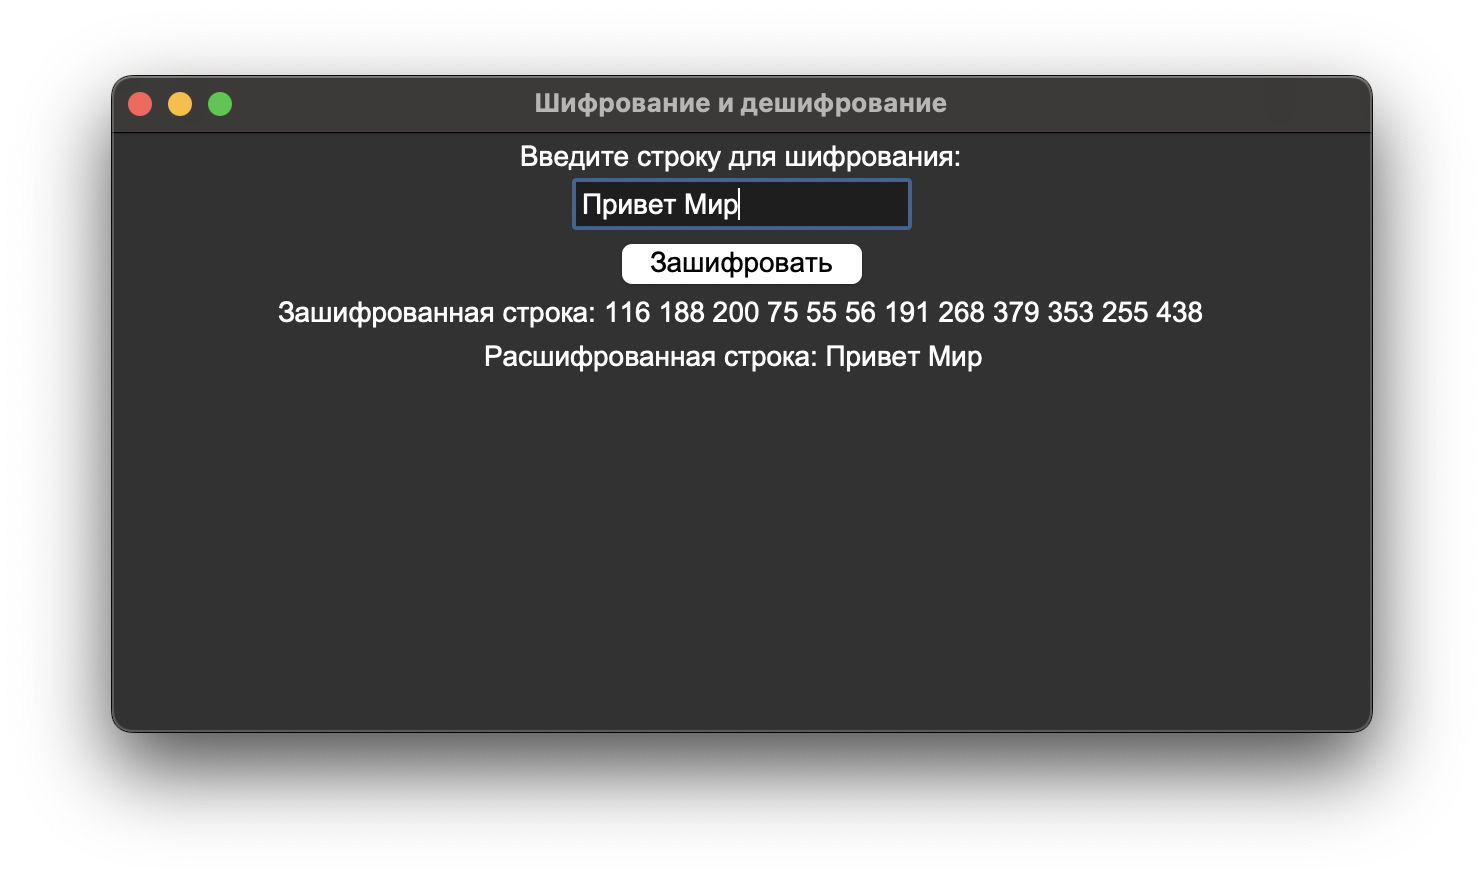 Шифрование и дешифрование
Введите строку для шифрования:
Привет Мир
Зашифровать
Зашифрованная строка: 116 188 200 75 55 56 191 268 379 353 255 438
Расшифрованная строка: Привет Мир